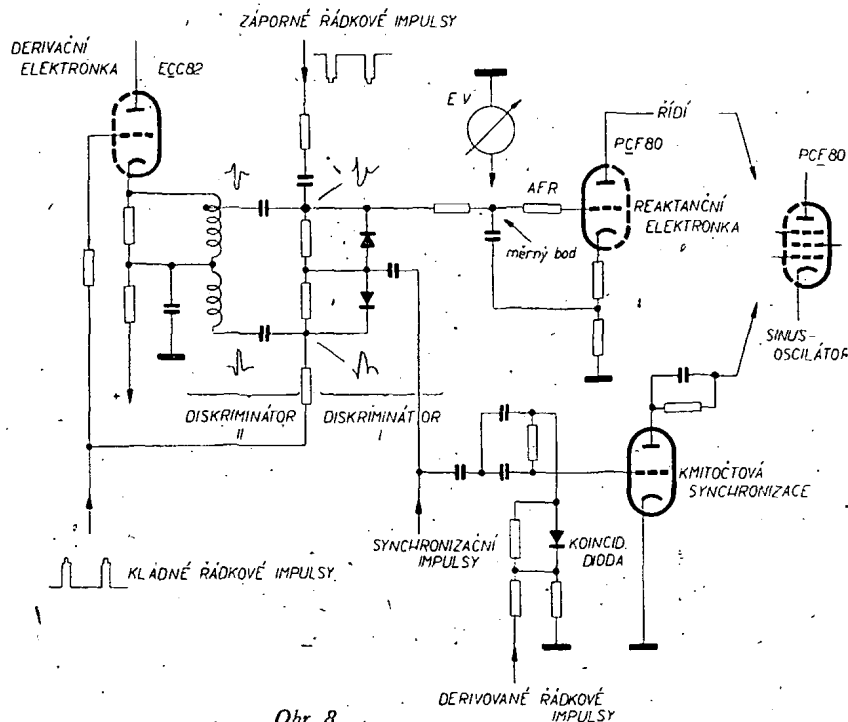 ZÁPORNÉ ŘÁDKOVÉ IMPULSY
DERIVAČNÍ
ELEKTRONKA
ECC82
EV
PCF80
ŘÍDÍ
PCF80
AFR
REAKTANČNÍ
ELEKTRONKA
měrný bod
SINUS-
OSCILÁTOR
+
DISKRIMINÁTOR
II
DISKRIMINÁTOR
I
KMITOČTOVÁ
SYNCHRONIZACE
SYNCHRONIZAČNÍ
IMPULSY
KOINCID.
DIODA
KLADNÉ ŘÁDKOVÉ IMPULSY
DERIVOVANÉ ŘÁDKOVÉ
IMPULSY
Obr. 8